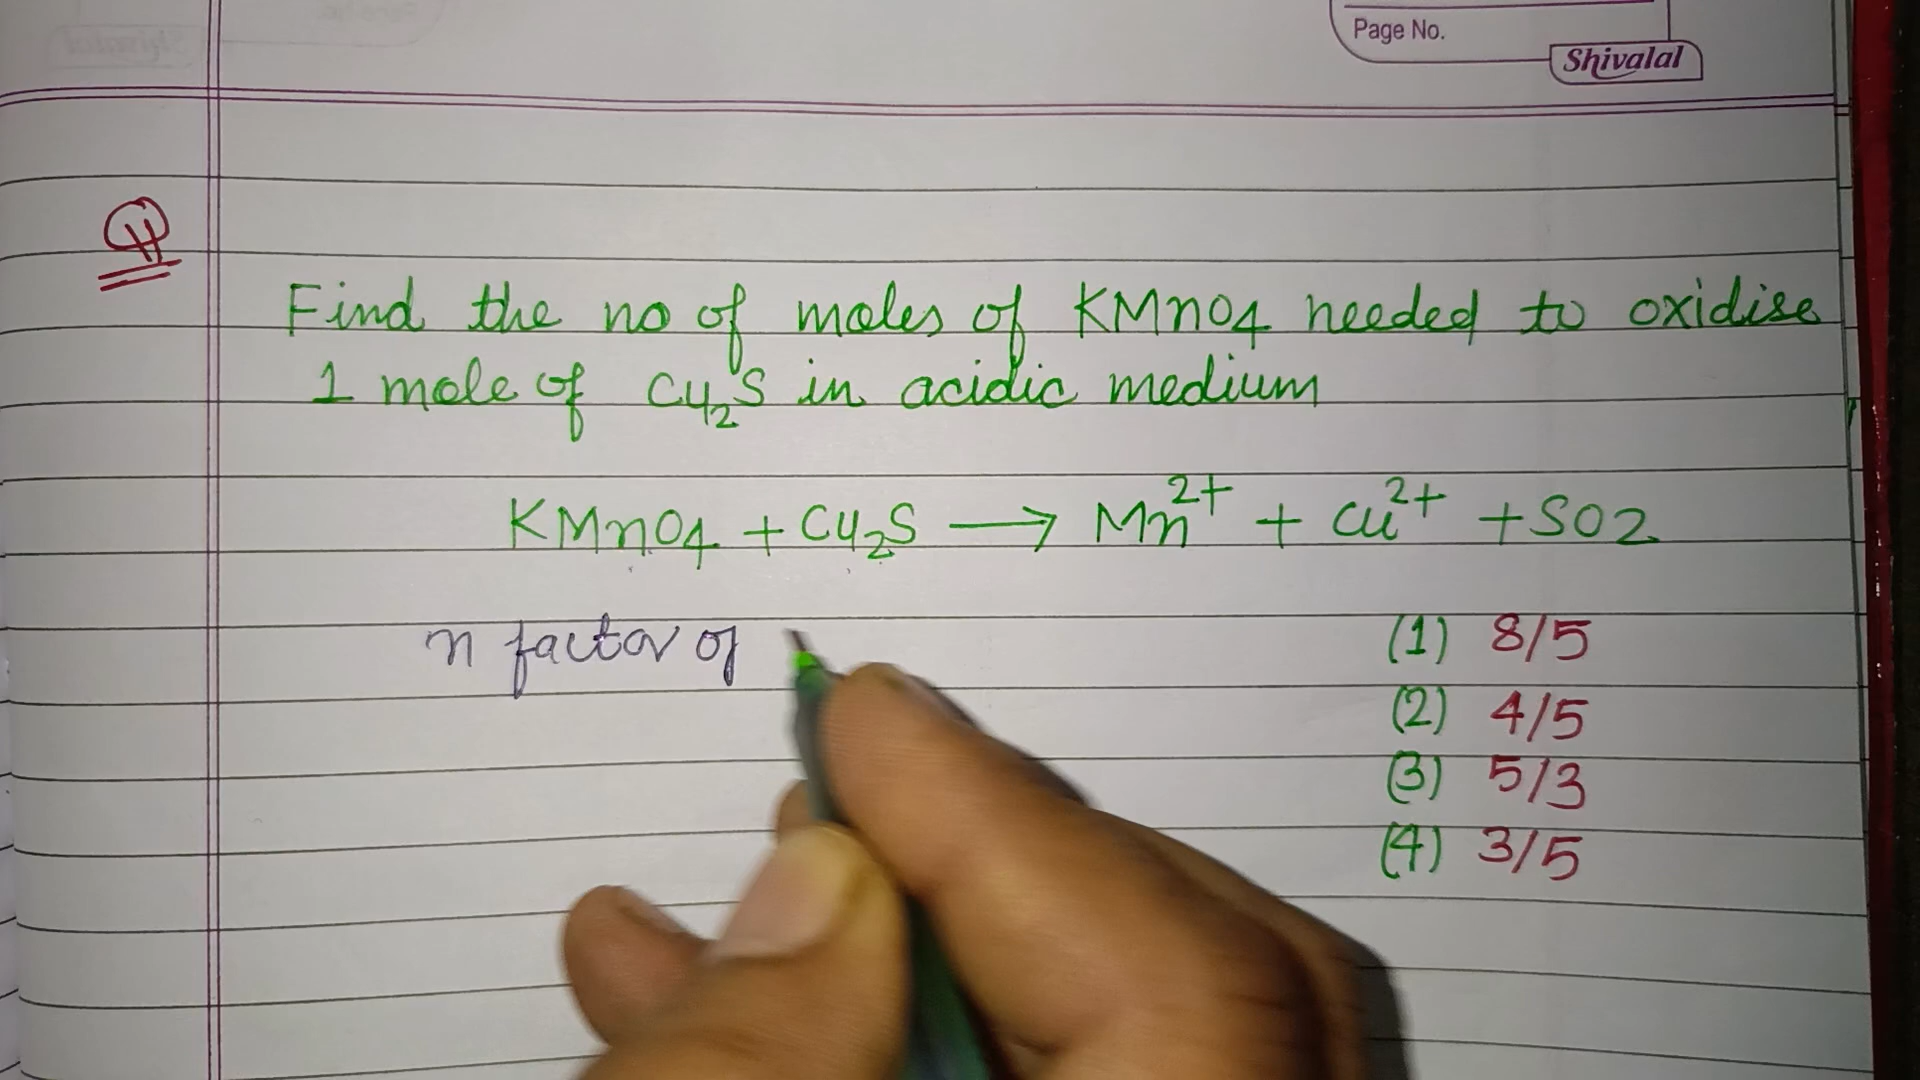 Page No.
Shivalal
Q
Find the no of moles of KMnO4 needed to oxidise
1 mole of Cu₂S in acidic medium
KMnO4 + Cu₂S ⟶ Mn²⁺ + Cu²⁺ + SO2
n factor of
(1) 8/5
(2) 4/5
(3) 5/3
(4) 3/5